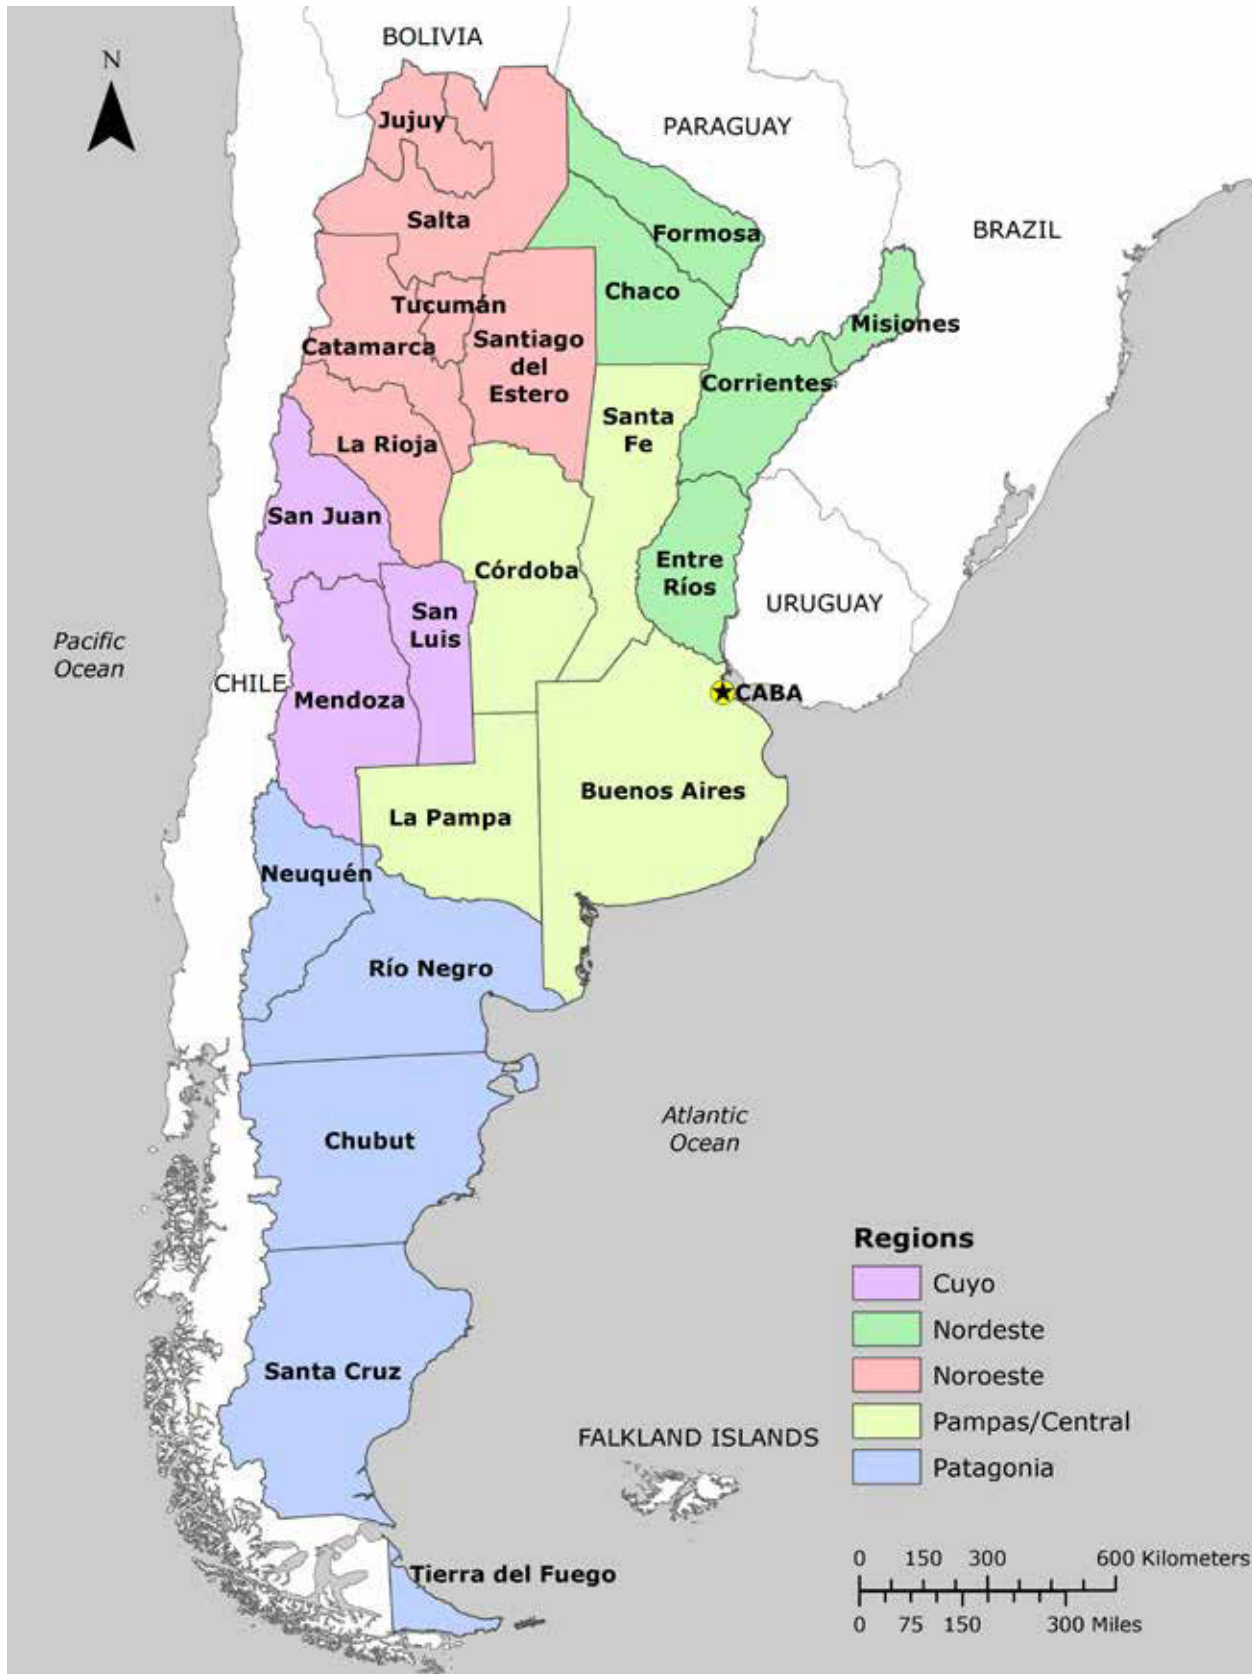 N
BOLIVIA
PARAGUAY
BRAZIL
Jujuy
Salta
Formosa
Chaco
Misiones
Tucumán
Catamarca
Santiago
del
Estero
Corrientes
Santa
Fe
La Rioja
San Juan
Córdoba
Entre
Ríos
URUGUAY
San
Luis
Pacific
Ocean
CHILE
Mendoza
CABA
Buenos Aires
La Pampa
Neuquén
Río Negro
Atlantic
Ocean
Chubut
Santa Cruz
FALKLAND ISLANDS
Tierra del Fuego
Regions
Cuyo
Nordeste
Noroeste
Pampas/Central
Patagonia
0 150 300 600 Kilometers
0 75 150 300 Miles